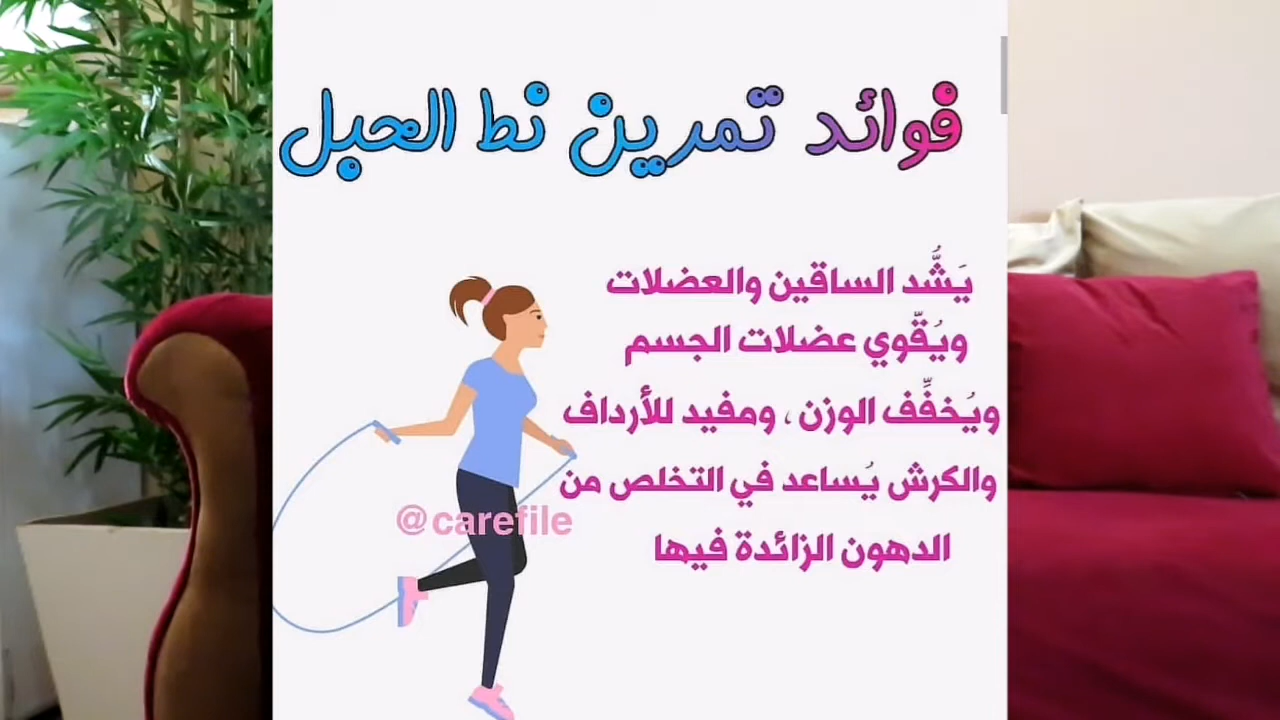 فوائد تمرين نط الحبل
يَشُّد الساقين والعضلات
ويُقّوي عضلات الجسم
ويُخفِّف الوزن ، ومفيد للأرداف
والكرش يُساعد في التخلص من
الدهون الزائدة فيها
@carefile